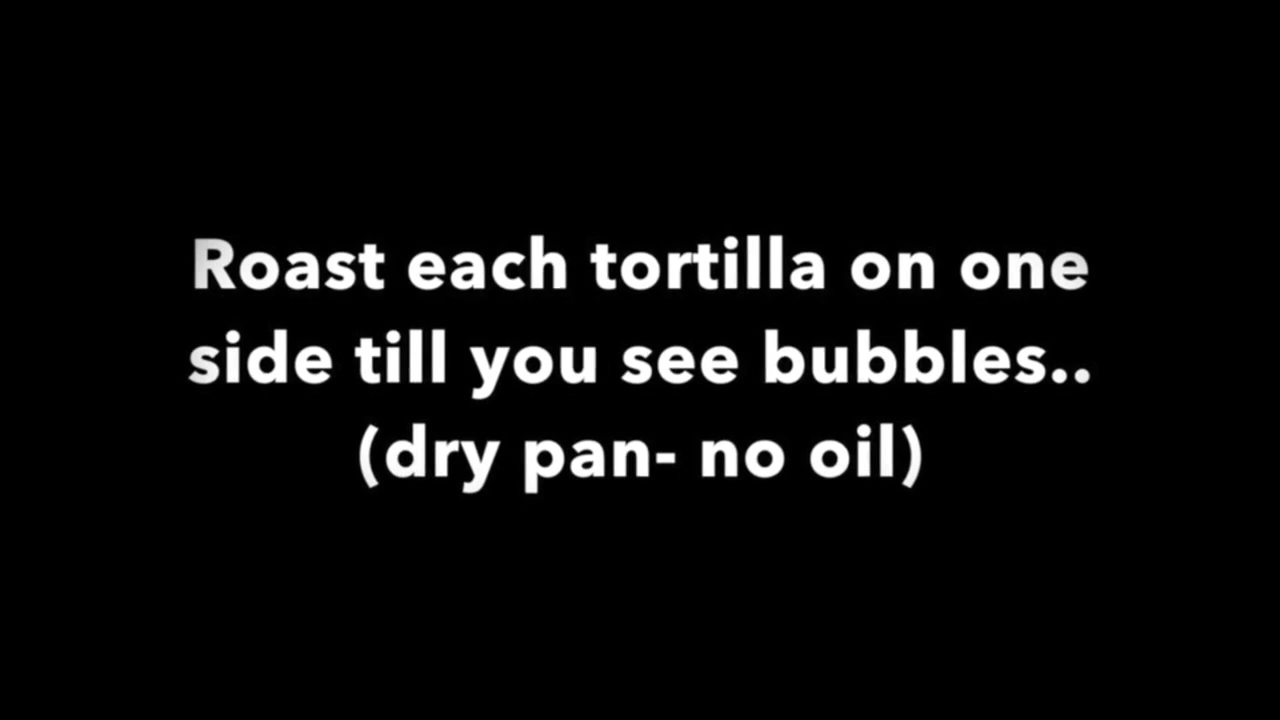 Roast each tortilla on one
side till you see bubbles..
(dry pan- no oil)